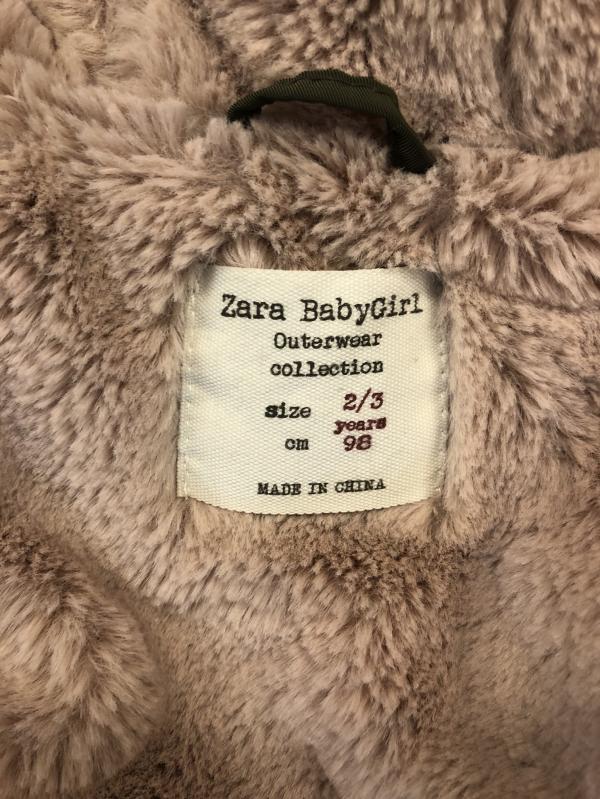 Zara BabyGirl
Outerwear
collection
size 2/3
years
cm 98
MADE IN CHINA